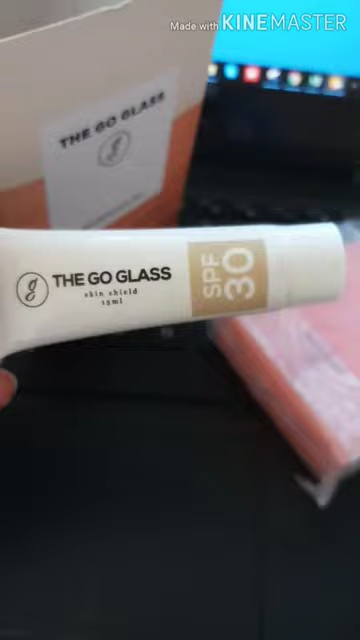 Made with KINEMASTER
THE GO GLASS
g
g
THE GO GLASS
skin shield
15ml
SPF
30